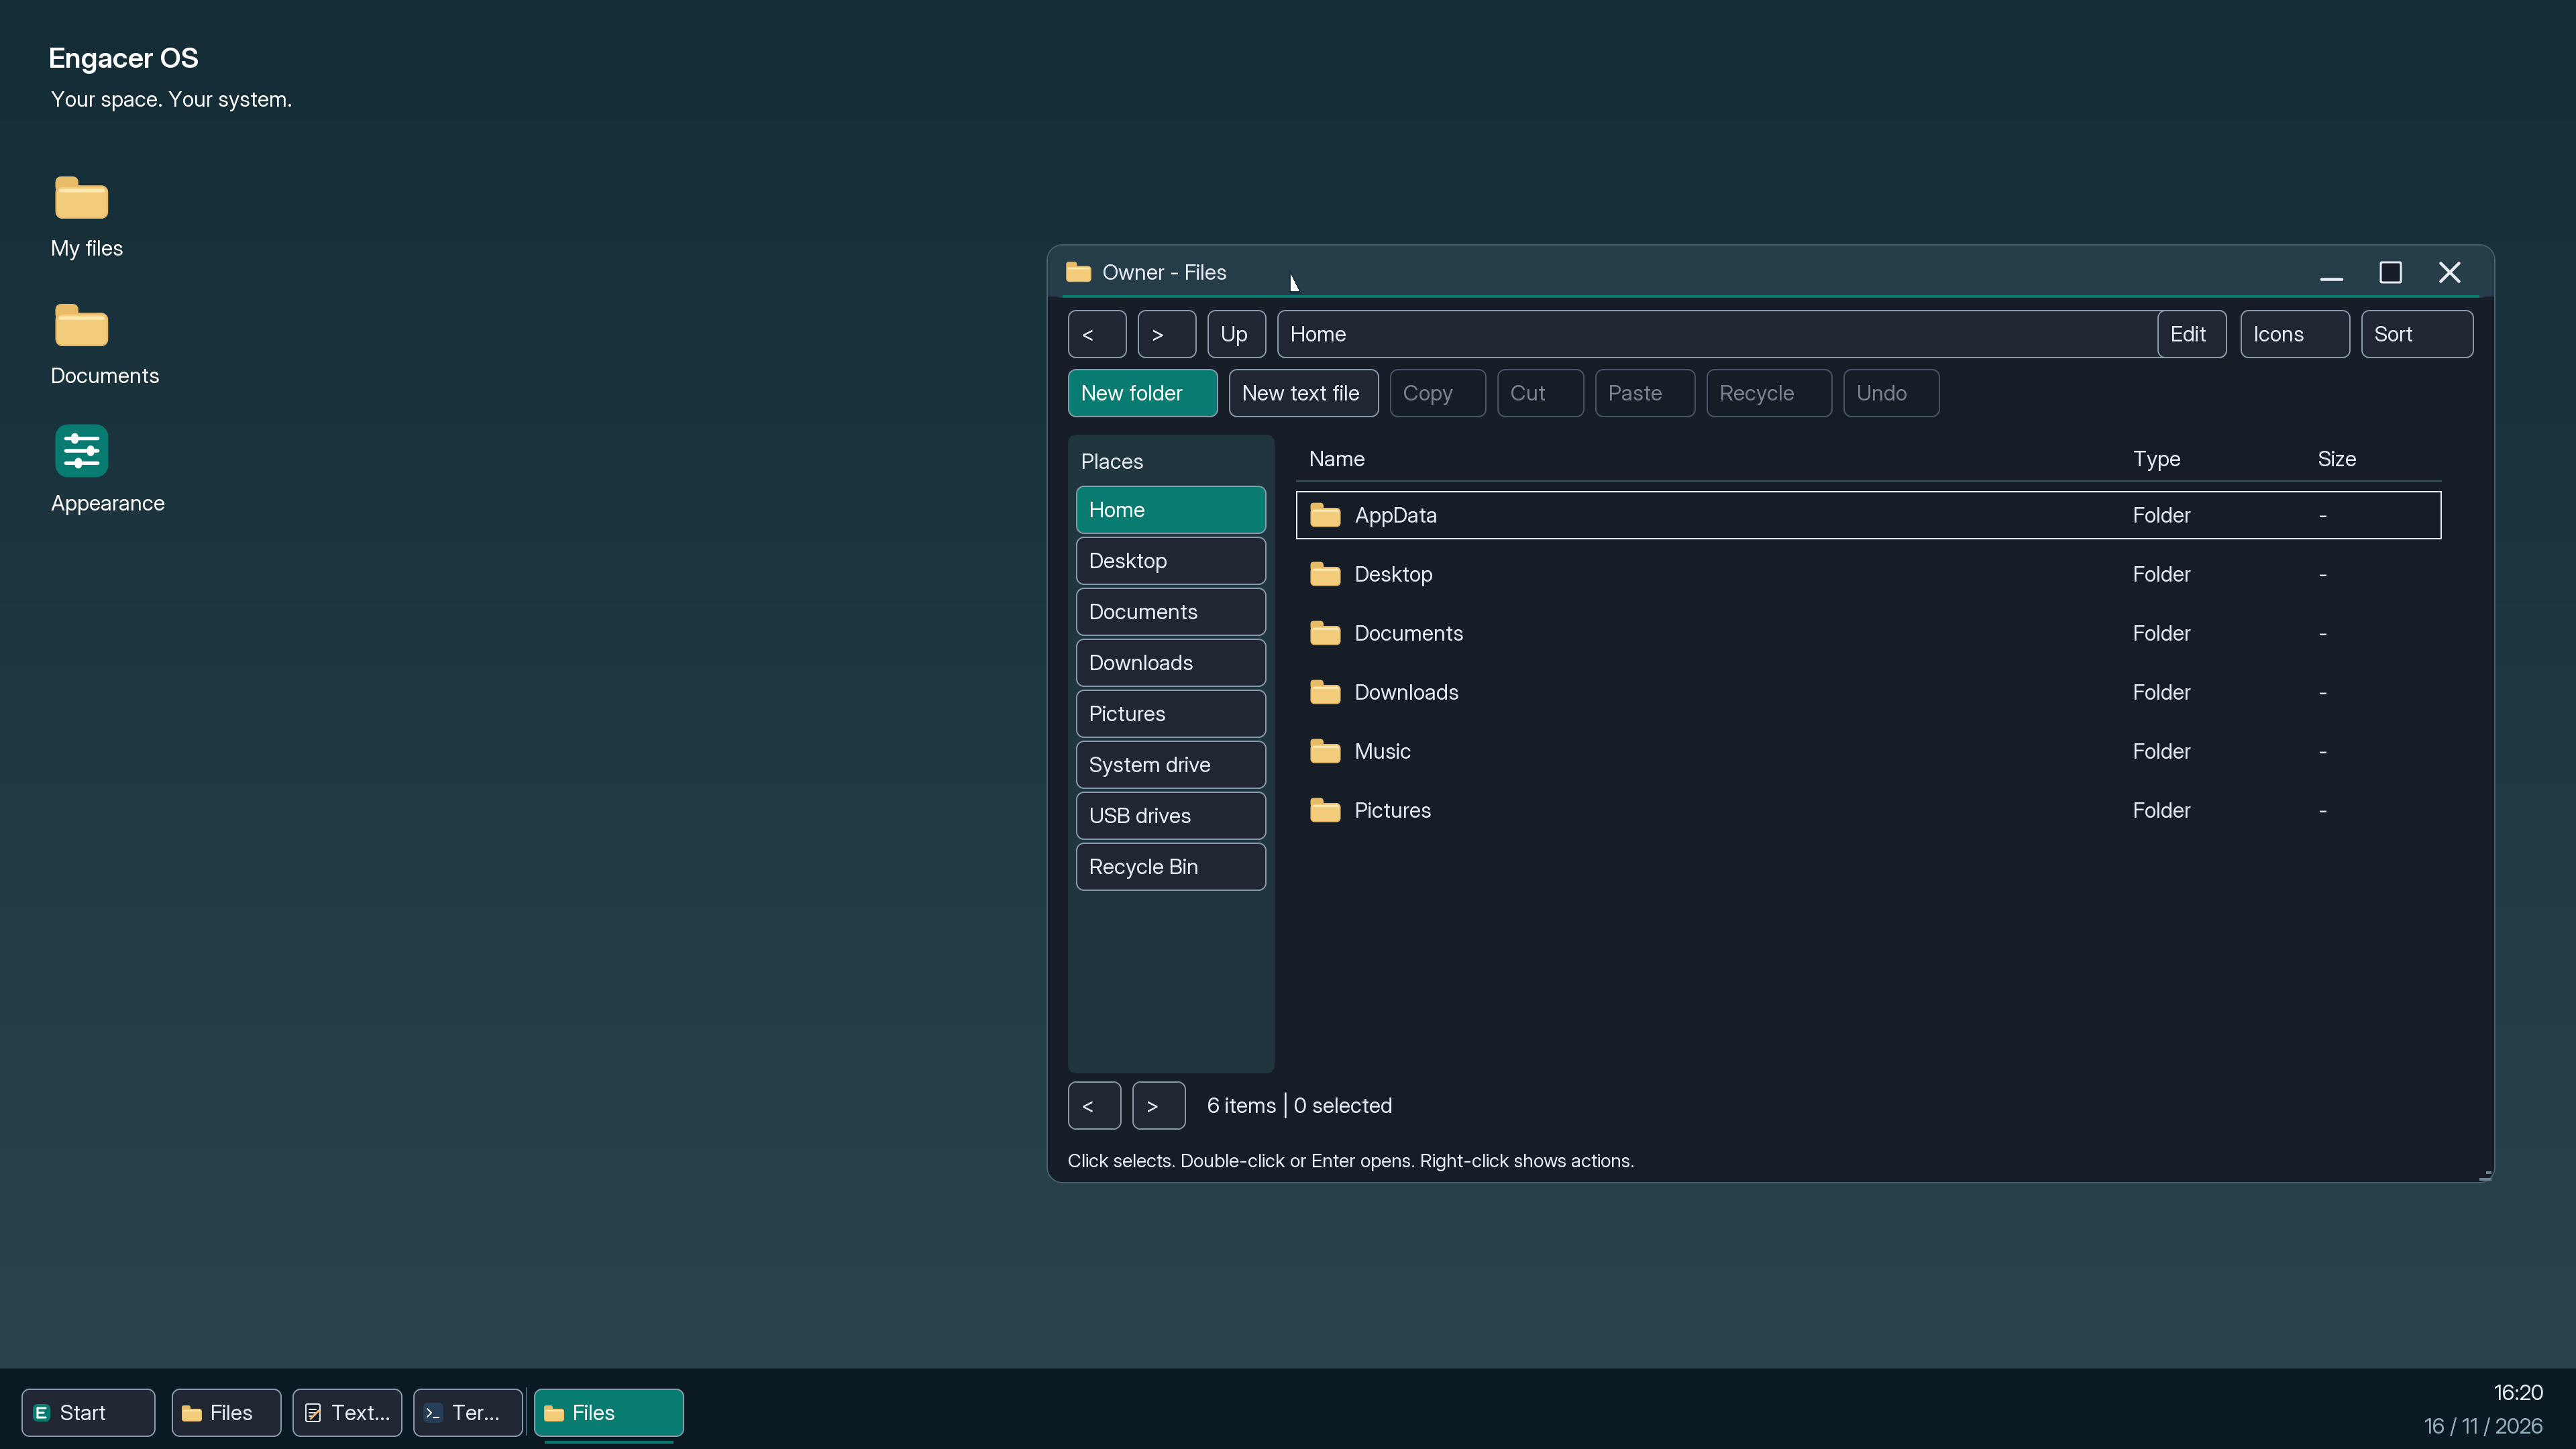 Engacer OS
Your space. Your system.
My files
Documents
Appearance
Owner - Files
< > Up Home Edit Icons Sort
New folder New text file Copy Cut Paste Recycle Undo
Places
Home
Desktop
Documents
Downloads
Pictures
System drive
USB drives
Recycle Bin
Name Type Size
AppData Folder -
Desktop Folder -
Documents Folder -
Downloads Folder -
Music Folder -
Pictures Folder -
< > 6 items | 0 selected
Click selects. Double-click or Enter opens. Right-click shows actions.
E Start Files Text... Ter... Files
16:20
16 / 11 / 2026